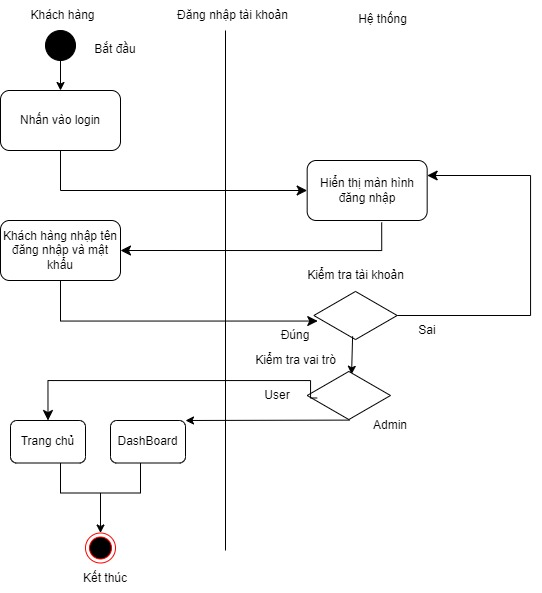 Khách hàng
Đăng nhập tài khoản
Hệ thống
Bắt đầu
Nhấn vào login
Hiển thị màn hình
đăng nhập
Khách hàng nhập tên
đăng nhập và mật
khẩu
Kiểm tra tài khoản
Đúng
Sai
Kiểm tra vai trò
User
Admin
Trang chủ
DashBoard
Kết thúc